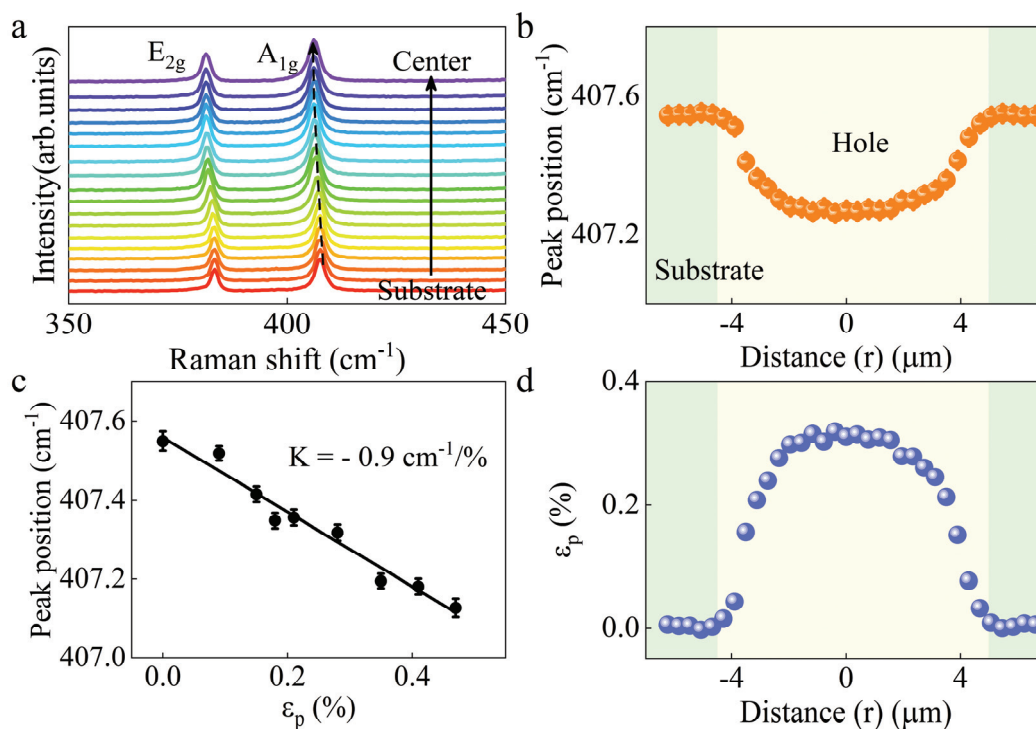 a
Intensity(arb.units)
E2g
A1g
Center
Substrate
350
400
450
Raman shift (cm-1)
b
Peak position (cm-1)
407.6
407.2
Hole
Substrate
-4
0
4
Distance (r) (μm)
c
Peak position (cm-1)
407.6
407.4
407.2
407.0
K = - 0.9 cm-1/%
0.0
0.2
0.4
εp (%)
d
εp (%)
0.4
0.2
0.0
-4
0
4
Distance (r) (μm)